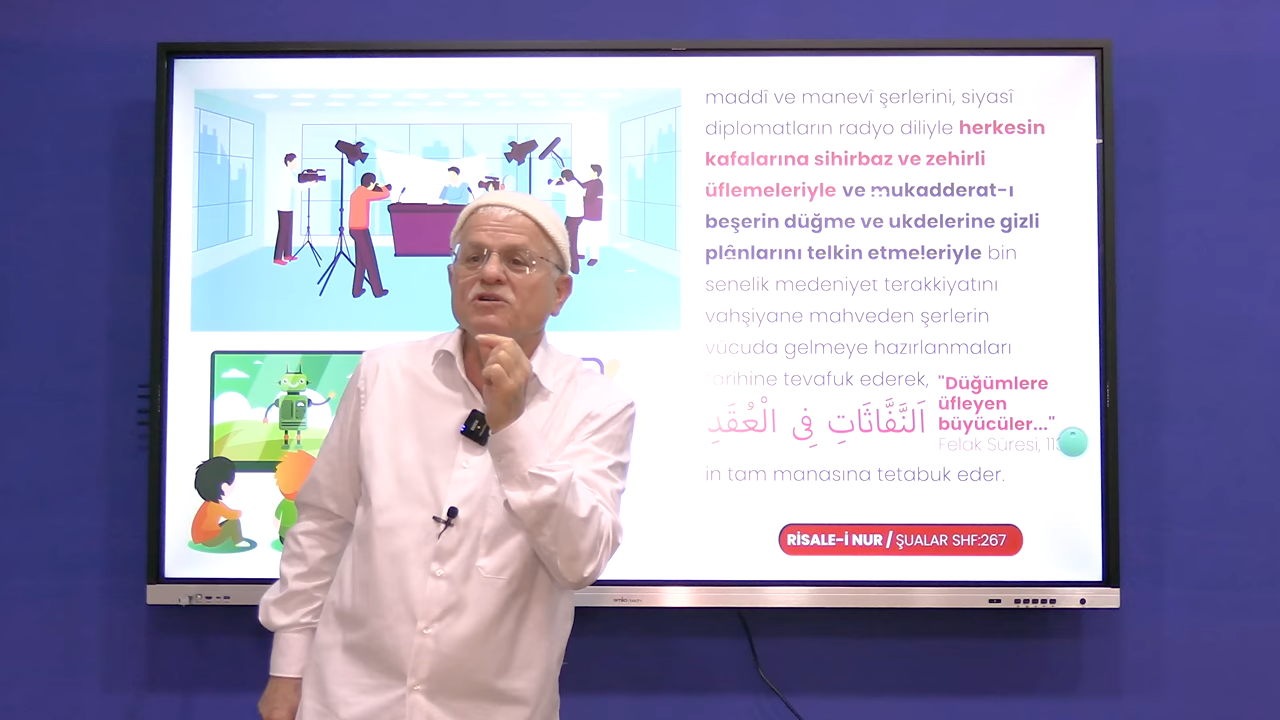 maddî ve manevî şerlerini, siyasî
diplomatların radyo diliyle herkesin
kafalarına sihirbaz ve zehirli
üflemeleriyle ve mukadderat-ı
beşerin düğme ve ukdelerine gizli
plânlarını telkin etmeleriyle bin
senelik medeniyet terakkiyatını
vahşiyane mahveden şerlerin
vücuda gelmeye hazırlanmaları
tarihine tevafuk ederek,
"Düğümlere
üfleyen
büyücüler..."
Felak Sûresi,
اَلنَّفَّاثَاتِ فِى الْعُقَدِ
in tam manasına tetabuk eder.
RİSALE-İ NUR / ŞUALAR SHF:267